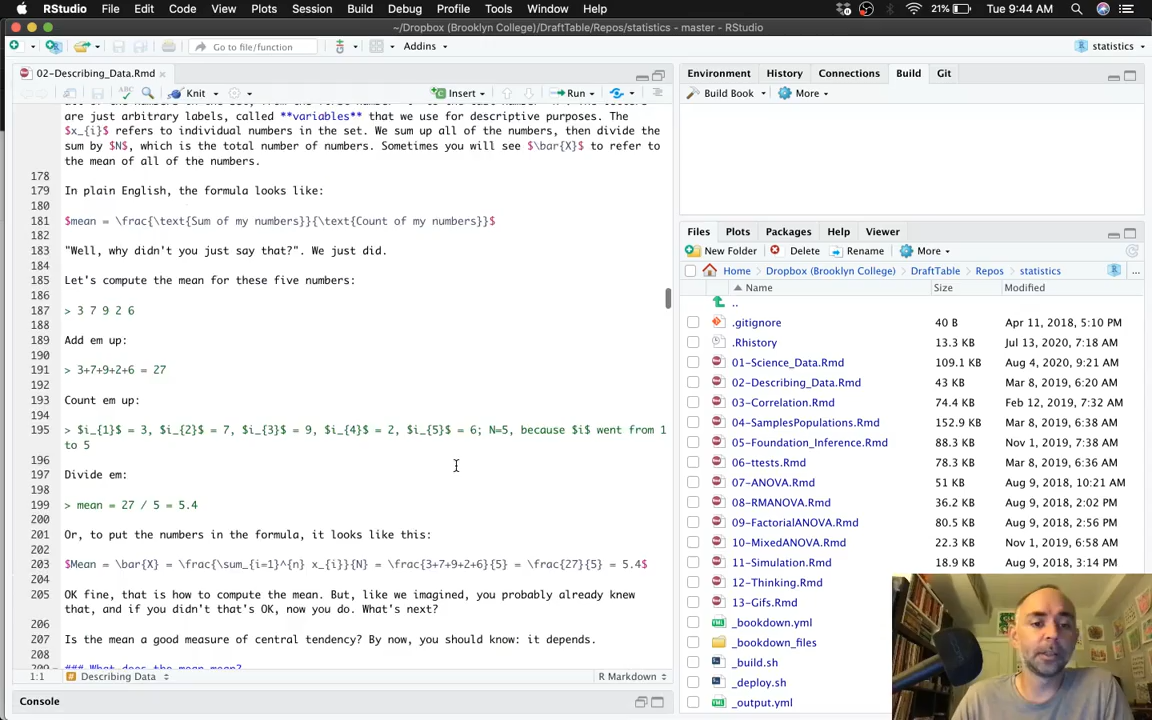 RStudio File Edit Code View Plots Session Build Debug Profile Tools Window Help 21% Tue 9:44 AM
~/Dropbox (Brooklyn College)/DraftTable/Repos/statistics - master - RStudio
Go to file/function Addins statistics
02-Describing_Data.Rmd
Knit Insert Run
are just arbitrary labels, called **variables** that we use for descriptive purposes. The
$x_{i}$ refers to individual numbers in the set. We sum up all of the numbers, then divide the
sum by $N$, which is the total number of numbers. Sometimes you will see $\bar{X}$ to refer to
the mean of all of the numbers.
178
179 In plain English, the formula looks like:
180
181 $mean = \frac{\text{Sum of my numbers}}{\text{Count of my numbers}}$
182
183 "Well, why didn't you just say that?". We just did.
184
185 Let's compute the mean for these five numbers:
186
187 > 3 7 9 2 6
188
189 Add em up:
190
191 > 3+7+9+2+6 = 27
192
193 Count em up:
194
195 > $i_{1}$ = 3, $i_{2}$ = 7, $i_{3}$ = 9, $i_{4}$ = 2, $i_{5}$ = 6; N=5, because $i$ went from 1
to 5
196
197 Divide em:
198
199 > mean = 27 / 5 = 5.4
200
201 Or, to put the numbers in the formula, it looks like this:
202
203 $Mean = \bar{X} = \frac{\sum_{i=1}^{n} x_{i}}{N} = \frac{3+7+9+2+6}{5} = \frac{27}{5} = 5.4$
204
205 OK fine, that is how to compute the mean. But, like we imagined, you probably already knew
that, and if you didn't that's OK, now you do. What's next?
206
207 Is the mean a good measure of central tendency? By now, you should know: it depends.
208
209 ### What does the mean mean?
1:1 Describing Data R Markdown
Console
Environment History Connections Build Git
Build Book More
Files Plots Packages Help Viewer
New Folder Delete Rename More
Home Dropbox (Brooklyn College) DraftTable Repos statistics ...
Name Size Modified
..
.gitignore 40 B Apr 11, 2018, 5:10 PM
.Rhistory 13.3 KB Jul 13, 2020, 7:18 AM
01-Science_Data.Rmd 109.1 KB Aug 4, 2020, 9:21 AM
02-Describing_Data.Rmd 43 KB Mar 8, 2019, 6:20 AM
03-Correlation.Rmd 74.4 KB Feb 12, 2019, 7:32 AM
04-SamplesPopulations.Rmd 152.9 KB Mar 8, 2019, 6:38 AM
05-Foundation_Inference.Rmd 88.3 KB Nov 1, 2019, 7:38 AM
06-ttests.Rmd 78.3 KB Mar 8, 2019, 6:36 AM
07-ANOVA.Rmd 51 KB Aug 9, 2018, 10:21 AM
08-RMANOVA.Rmd 36.2 KB Aug 9, 2018, 2:02 PM
09-FactorialANOVA.Rmd 80.5 KB Aug 9, 2018, 2:56 PM
10-MixedANOVA.Rmd 22.3 KB Nov 1, 2019, 6:58 AM
11-Simulation.Rmd 18.9 KB Aug 9, 2018, 3:14 PM
12-Thinking.Rmd
13-Gifs.Rmd
_bookdown.yml
_bookdown_files
_build.sh
_deploy.sh
_output.yml